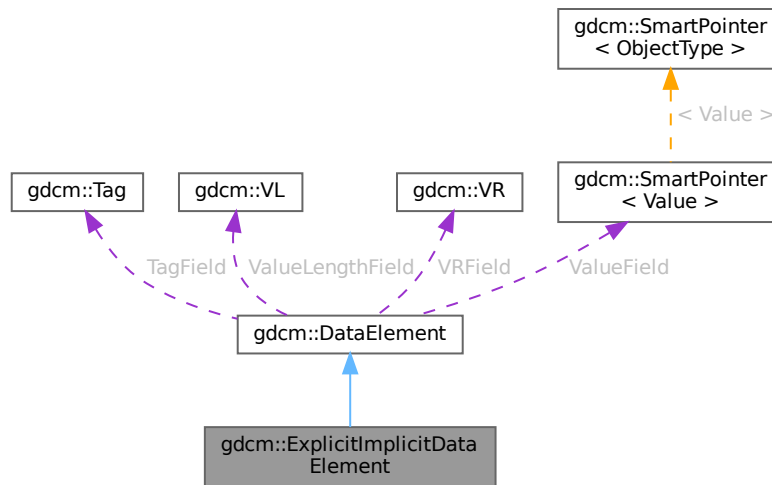 gdcm::SmartPointer
< ObjectType >
< Value >
gdcm::Tag
gdcm::VL
gdcm::VR
gdcm::SmartPointer
< Value >
TagField
ValueLengthField
VRField
ValueField
gdcm::DataElement
gdcm::ExplicitImplicitData
Element